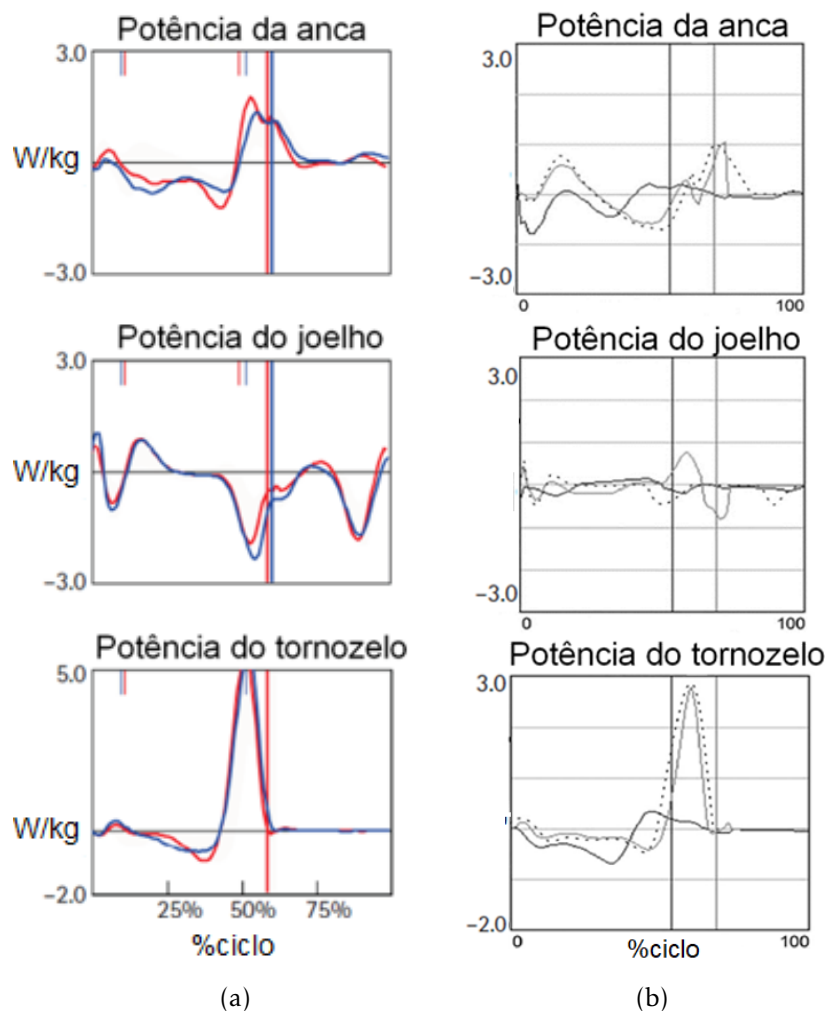 Potência da anca
3.0
W/kg
−3.0
Potência do joelho
3.0
W/kg
−3.0
Potência do tornozelo
5.0
W/kg
−2.0
25% 50% 75%
%ciclo
(a)
Potência da anca
3.0
−3.0
0 100
Potência do joelho
3.0
−3.0
0 100
Potência do tornozelo
3.0
−2.0
0 %ciclo 100
(b)